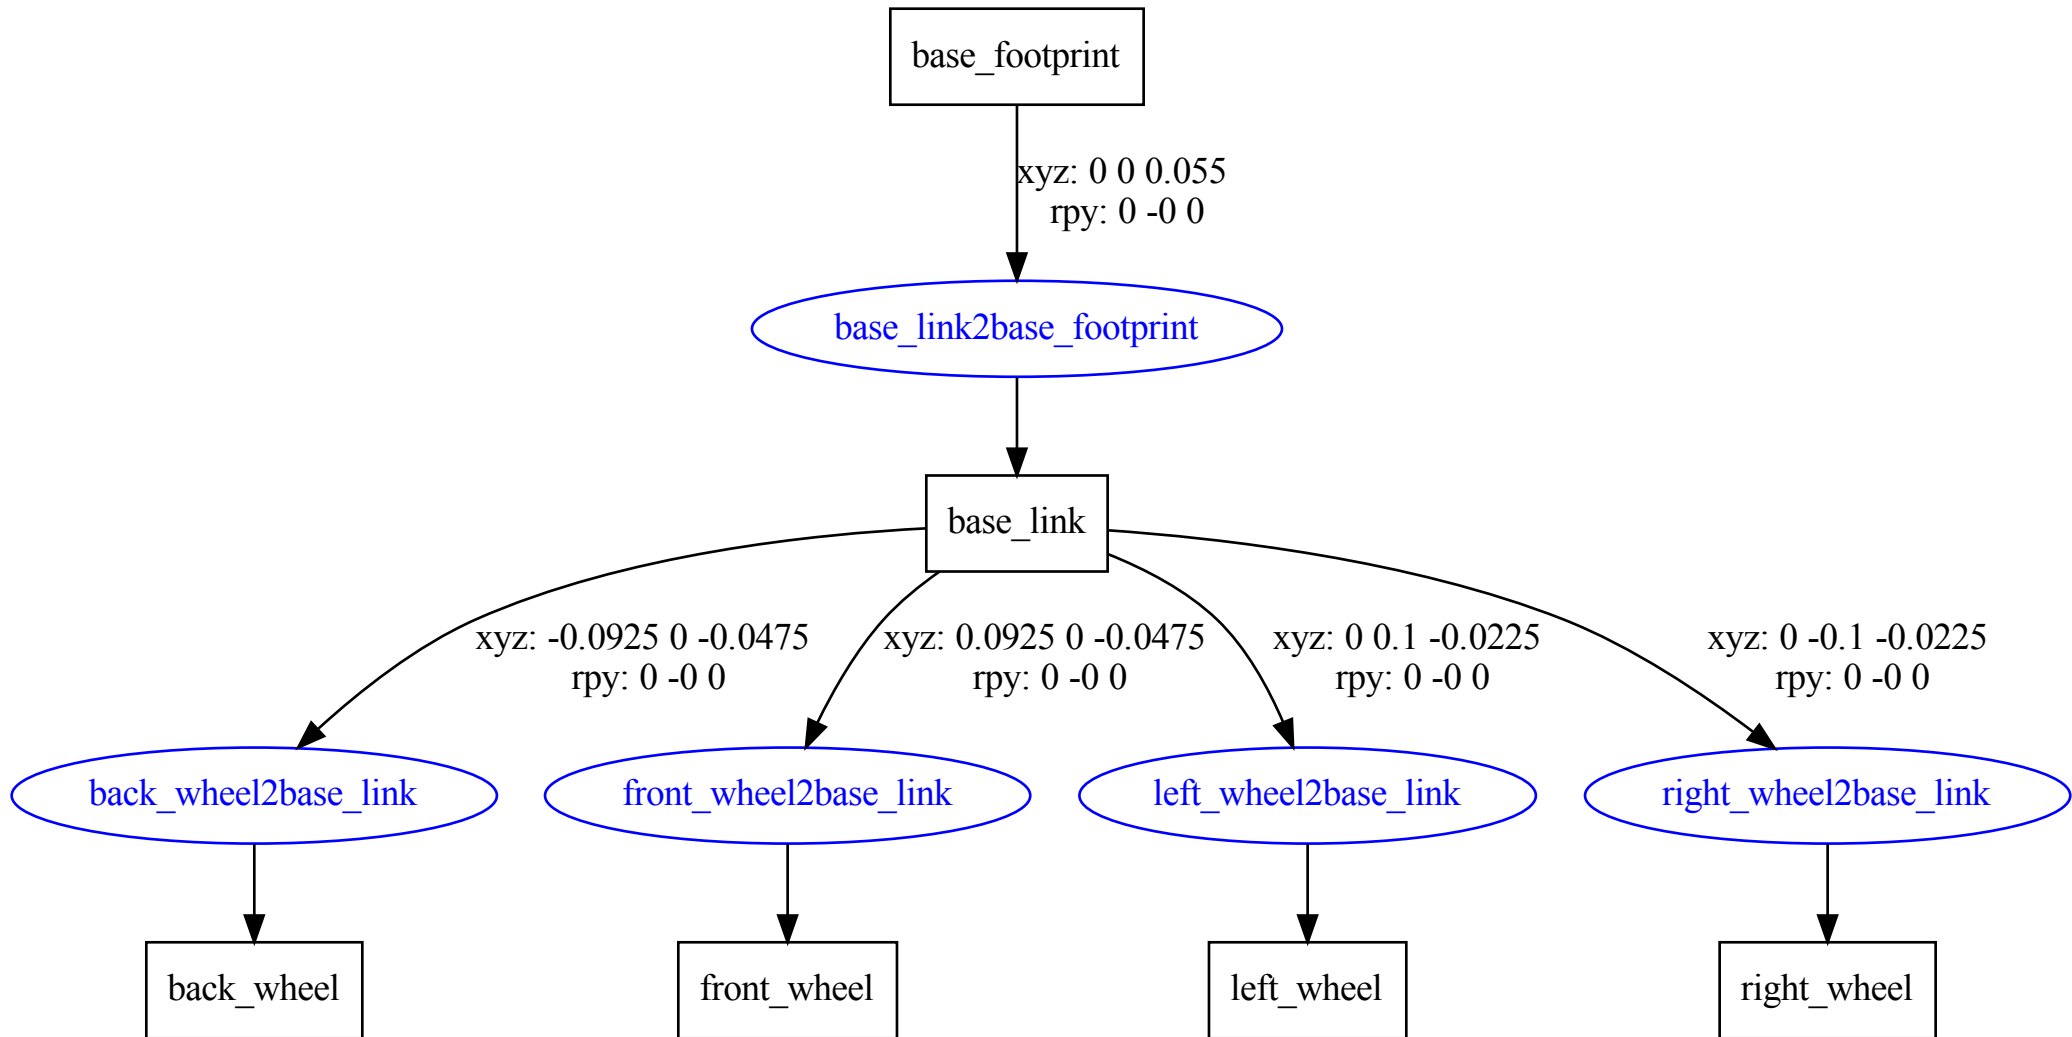 base_footprint
xyz: 0 0 0.055
rpy: 0 -0 0
base_link2base_footprint
base_link
xyz: -0.0925 0 -0.0475
rpy: 0 -0 0
xyz: 0.0925 0 -0.0475
rpy: 0 -0 0
xyz: 0 0.1 -0.0225
rpy: 0 -0 0
xyz: 0 -0.1 -0.0225
rpy: 0 -0 0
back_wheel2base_link
front_wheel2base_link
left_wheel2base_link
right_wheel2base_link
back_wheel
front_wheel
left_wheel
right_wheel